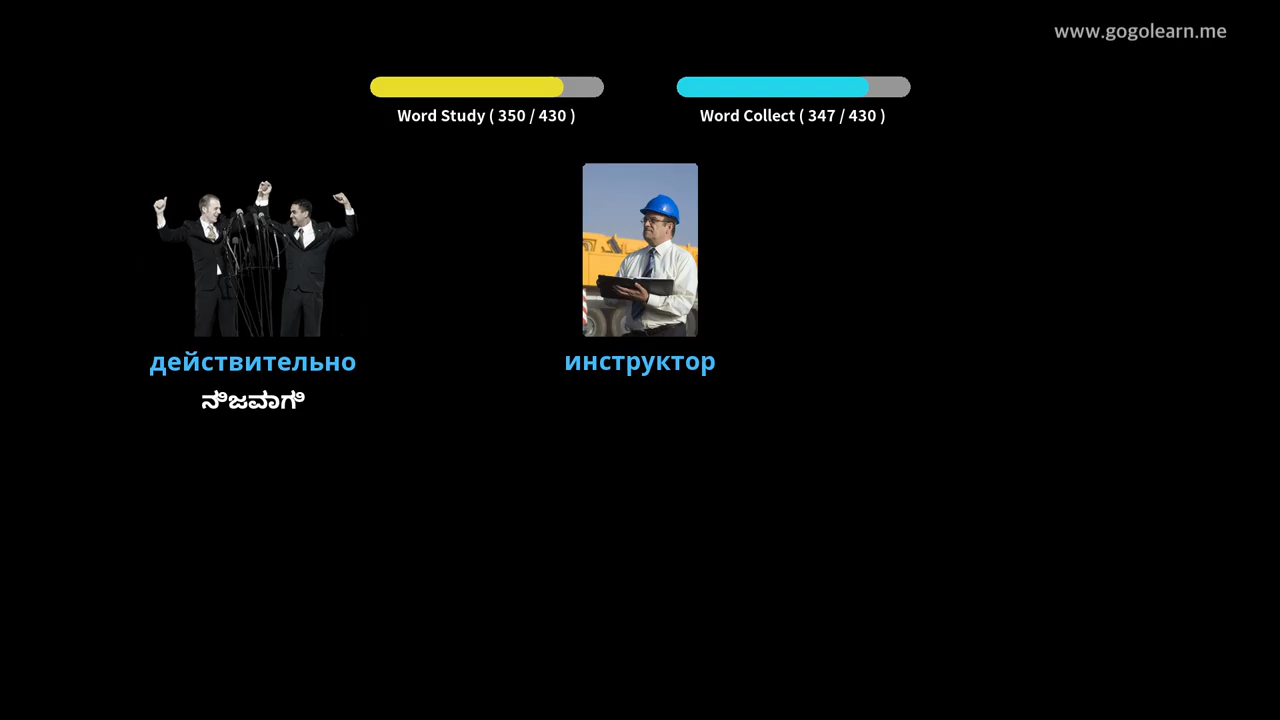 www.gogolearn.me
Word Study ( 350 / 430 )
Word Collect ( 347 / 430 )
действительно
инструктор
ನಿಜವಾಗಿ